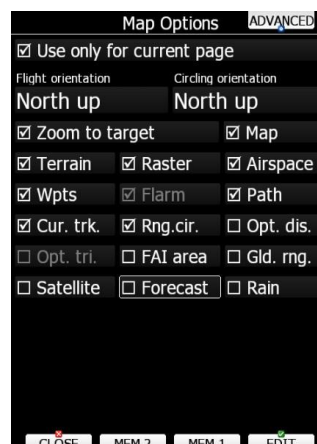 Map Options ADVANCED
☑ Use only for current page
Flight orientation Circling orientation
North up North up
☑ Zoom to target ☑ Map
☑ Terrain ☑ Raster ☑ Airspace
☑ Wpts ☑ Flarm ☑ Path
☑ Cur. trk. ☑ Rng.cir. ☐ Opt. dis.
☐ Opt. tri. ☐ FAI area ☐ Gld. rng.
☐ Satellite ☐ Forecast ☐ Rain
CLOSE MEM 2 MEM 1 EDIT